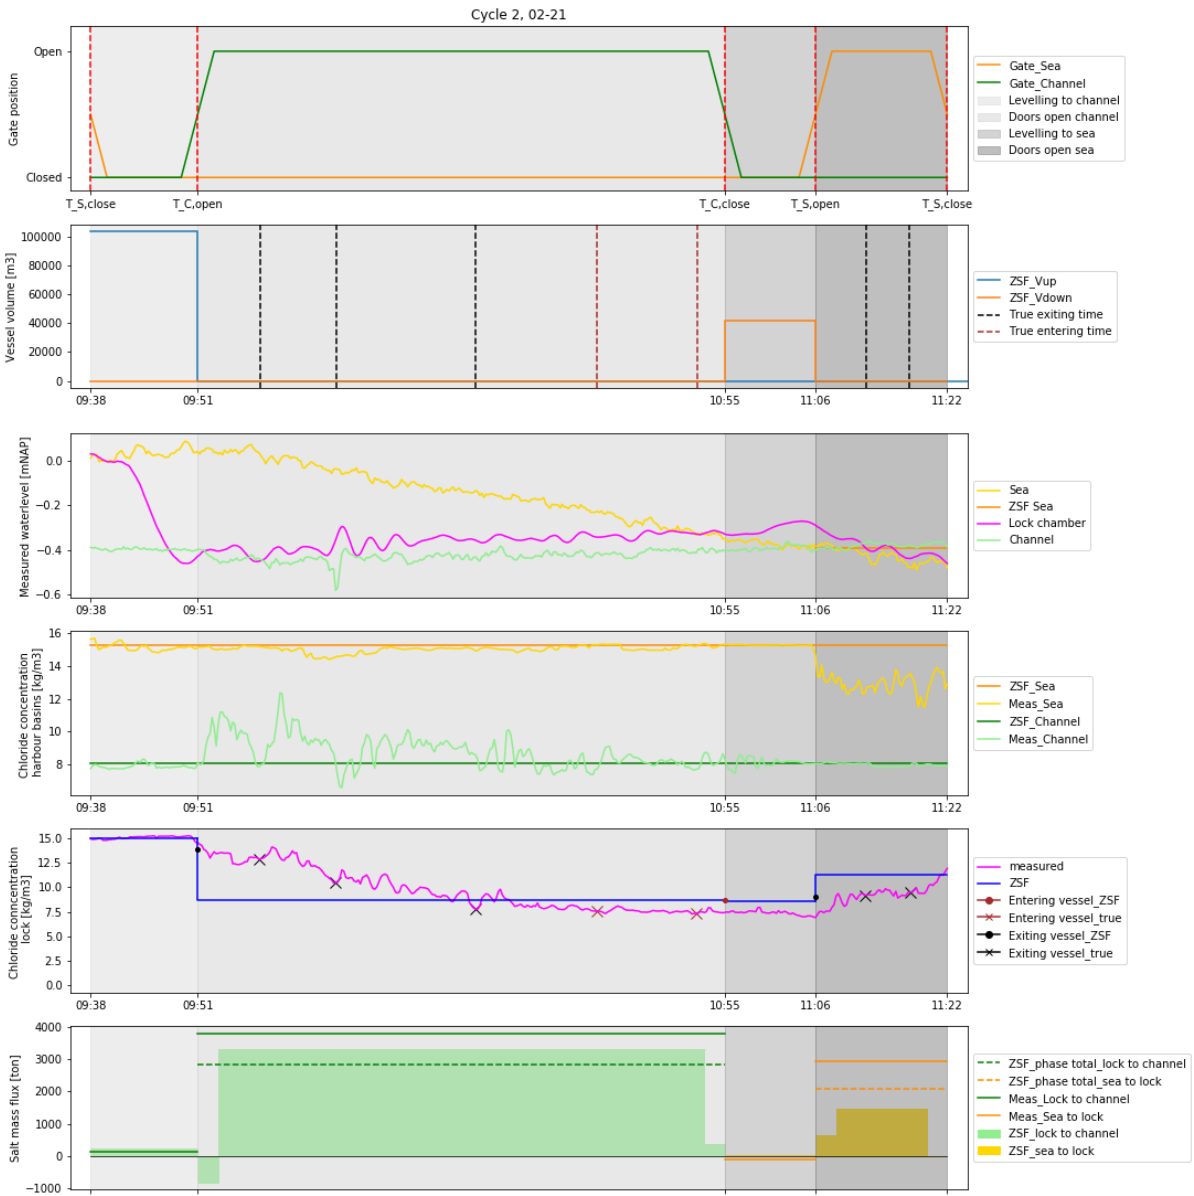 Cycle 2, 02-21
Gate position
Open
Closed
T_S,close
T_C,open
T_C,close
T_S,open
T_S,close
Gate_Sea
Gate_Channel
Levelling to channel
Doors open channel
Levelling to sea
Doors open sea
Vessel volume [m3]
100000
80000
60000
40000
20000
0
09:38
09:51
10:55
11:06
11:22
ZSF_Vup
ZSF_Vdown
True exiting time
True entering time
Measured waterlevel [mNAP]
0.0
−0.2
−0.4
−0.6
09:38
09:51
10:55
11:06
11:22
Sea
ZSF Sea
Lock chamber
Channel
Chloride concentration
harbour basins [kg/m3]
16
14
12
10
8
09:38
09:51
10:55
11:06
11:22
ZSF_Sea
Meas_Sea
ZSF_Channel
Meas_Channel
Chloride conncentration
lock [kg/m3]
15.0
12.5
10.0
7.5
5.0
2.5
0.0
09:38
09:51
10:55
11:06
11:22
measured
ZSF
Entering vessel_ZSF
Entering vessel_true
Exiting vessel_ZSF
Exiting vessel_true
Salt mass flux [ton]
4000
3000
2000
1000
0
−1000
ZSF_phase total_lock to channel
ZSF_phase total_sea to lock
Meas_Lock to channel
Meas_Sea to lock
ZSF_lock to channel
ZSF_sea to lock